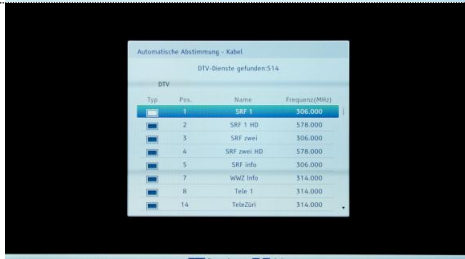 Automatische Abstimmung - Kabel
DTV-Dienste gefunden:514
DTV
Typ Pos. Name Frequenz(MHz)
1 SRF 1 306.000
2 SRF 1 HD 578.000
3 SRF zwei 306.000
4 SRF zwei HD 578.000
5 SRF info 306.000
7 WWZ Info 314.000
8 Tele 1 314.000
14 TeleZüri 314.000